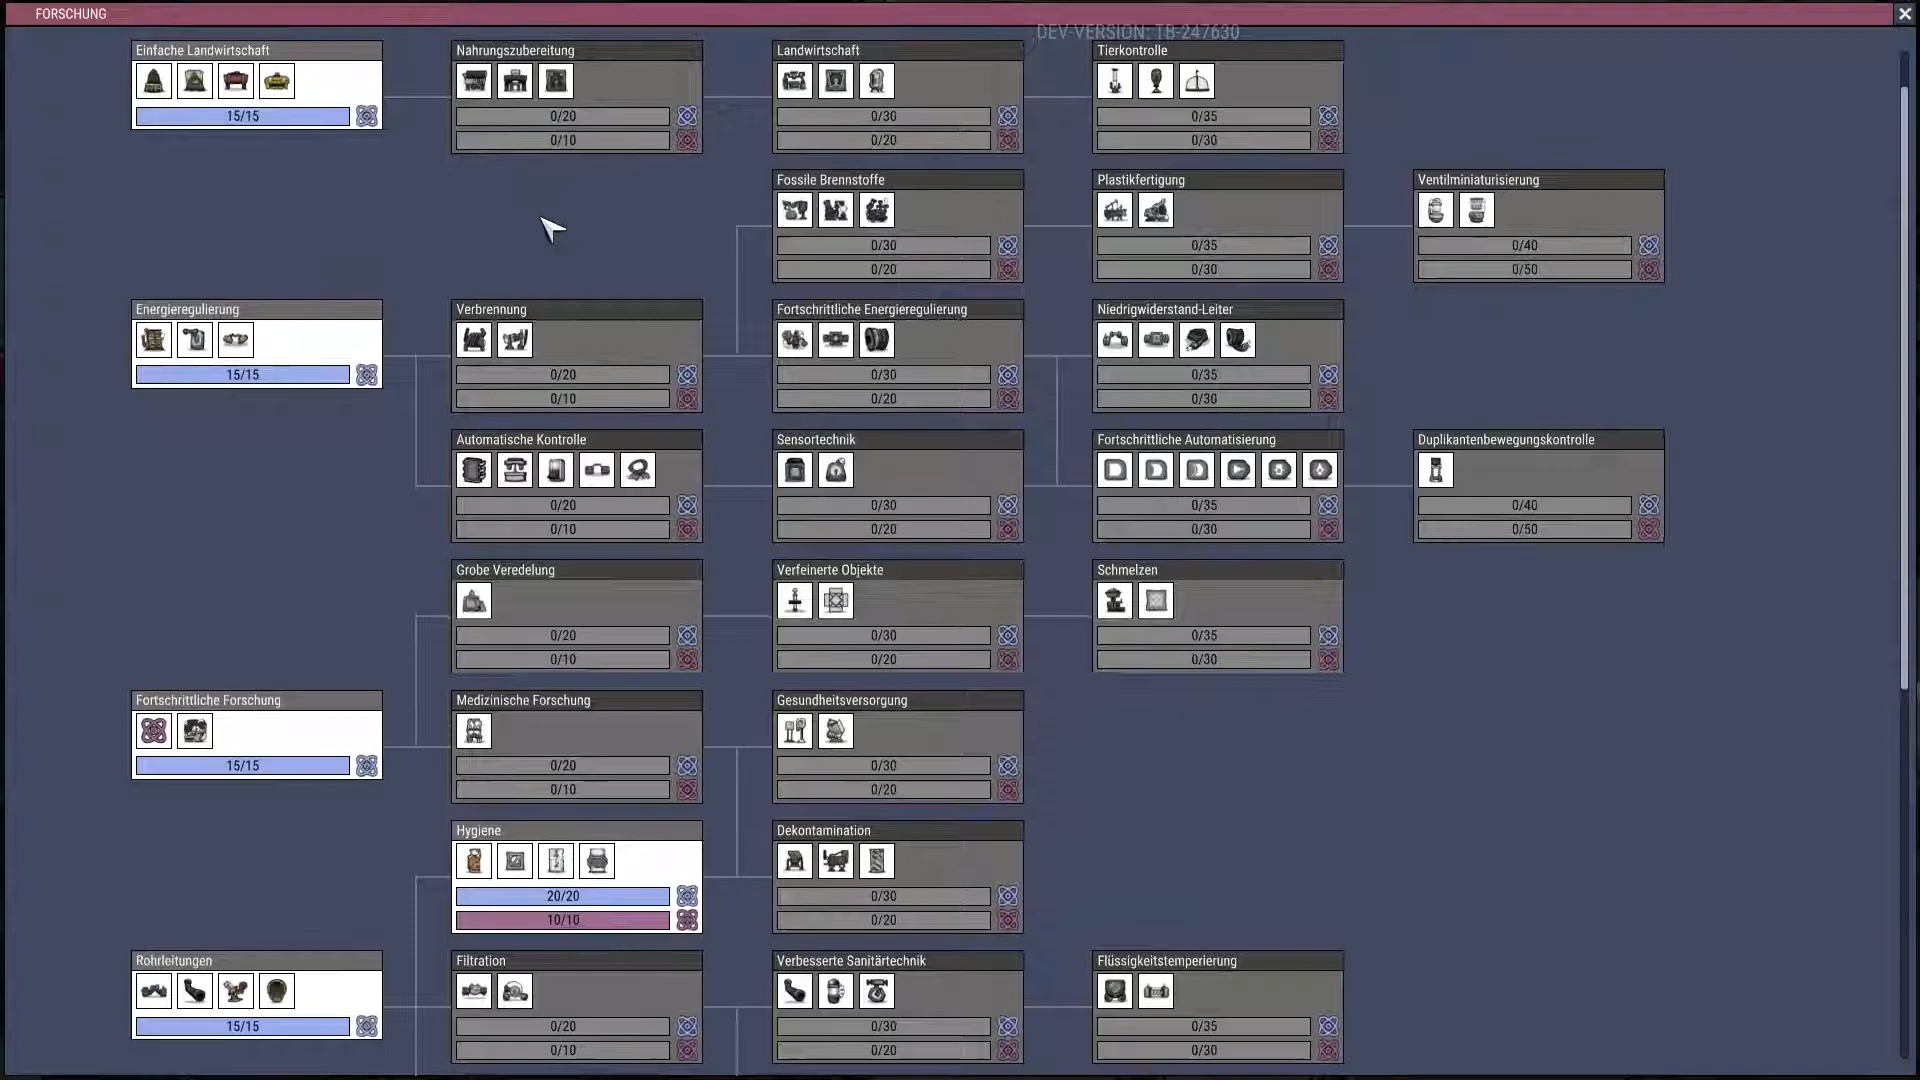 FORSCHUNG
DEV-VERSION: TB-247630
Einfache Landwirtschaft
15/15
Nahrungszubereitung
0/20
0/10
Landwirtschaft
0/30
0/20
Tierkontrolle
0/35
0/30
Fossile Brennstoffe
0/30
0/20
Plastikfertigung
0/35
0/30
Ventilminiaturisierung
0/40
0/50
Energieregulierung
15/15
Verbrennung
0/20
0/10
Fortschrittliche Energieregulierung
0/30
0/20
Niedrigwiderstand-Leiter
0/35
0/30
Automatische Kontrolle
0/20
0/10
Sensortechnik
0/30
0/20
Fortschrittliche Automatisierung
0/35
0/30
Duplikantenbewegungskontrolle
0/40
0/50
Grobe Veredelung
0/20
0/10
Verfeinerte Objekte
0/30
0/20
Schmelzen
0/35
0/30
Fortschrittliche Forschung
15/15
Medizinische Forschung
0/20
0/10
Gesundheitsversorgung
0/30
0/20
Hygiene
20/20
10/10
Dekontamination
0/30
0/20
Rohrleitungen
15/15
Filtration
0/20
0/10
Verbesserte Sanitärtechnik
0/30
0/20
Flüssigkeitstemperierung
0/35
0/30